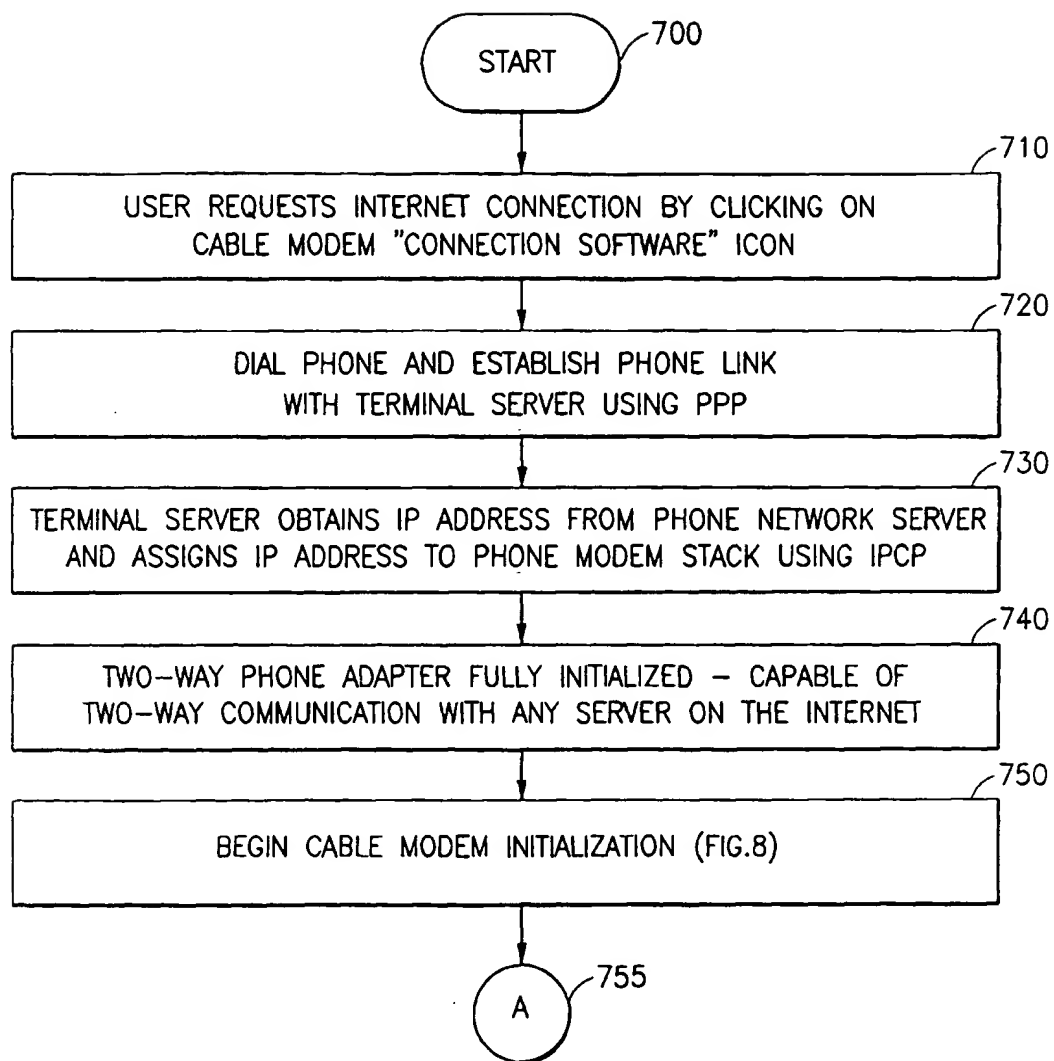 START
700
710
USER REQUESTS INTERNET CONNECTION BY CLICKING ON
CABLE MODEM "CONNECTION SOFTWARE" ICON
720
DIAL PHONE AND ESTABLISH PHONE LINK
WITH TERMINAL SERVER USING PPP
730
TERMINAL SERVER OBTAINS IP ADDRESS FROM PHONE NETWORK SERVER
AND ASSIGNS IP ADDRESS TO PHONE MODEM STACK USING IPCP
740
TWO-WAY PHONE ADAPTER FULLY INITIALIZED – CAPABLE OF
TWO-WAY COMMUNICATION WITH ANY SERVER ON THE INTERNET
750
BEGIN CABLE MODEM INITIALIZATION (FIG.8)
755
A